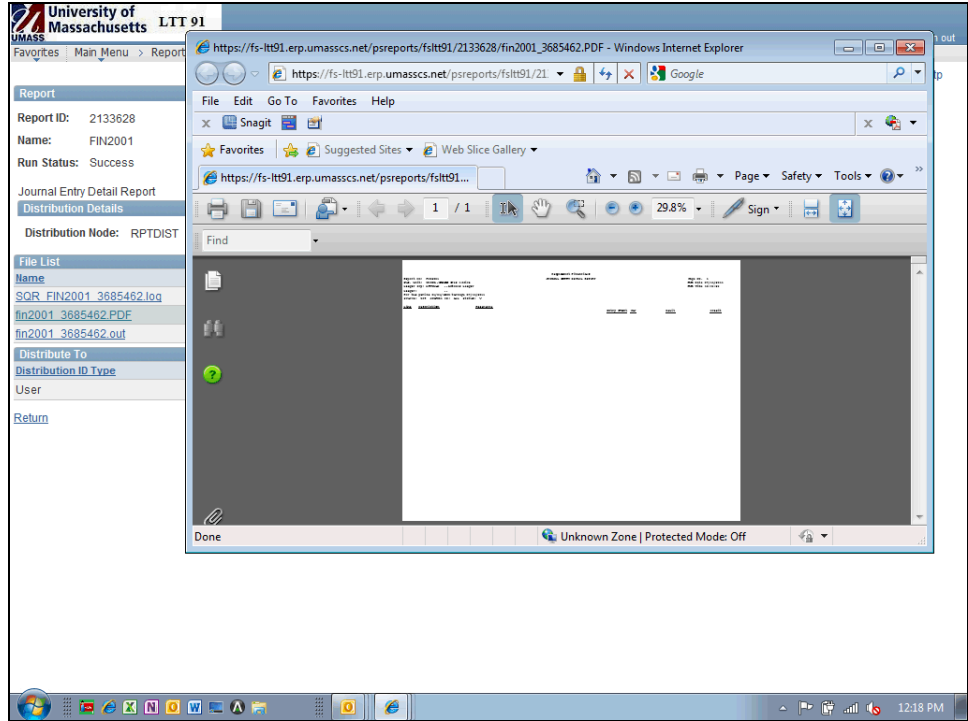 University of
Massachusetts LTT 91
UMASS
out
Favorites Main Menu > Report
Report
Report ID: 2133628
Name: FIN2001
Run Status: Success
Journal Entry Detail Report
Distribution Details
Distribution Node: RPTDIST
File List
Name
SQR_FIN2001_3685462.log
fin2001_3685462.PDF
fin2001_3685462.out
Distribute To
Distribution ID Type
User
Return
https://fs-ltt91.erp.umasscs.net/psreports/fsltt91/2133628/fin2001_3685462.PDF - Windows Internet Explorer
https://fs-ltt91.erp.umasscs.net/psreports/fsltt91/21: Google
File Edit Go To Favorites Help
x Snagit x
Favorites Suggested Sites Web Slice Gallery
https://fs-ltt91.erp.umasscs.net/psreports/fsltt91... Page Safety Tools »
1 / 1 29.8% Sign
Find
Done Unknown Zone | Protected Mode: Off
12:18 PM